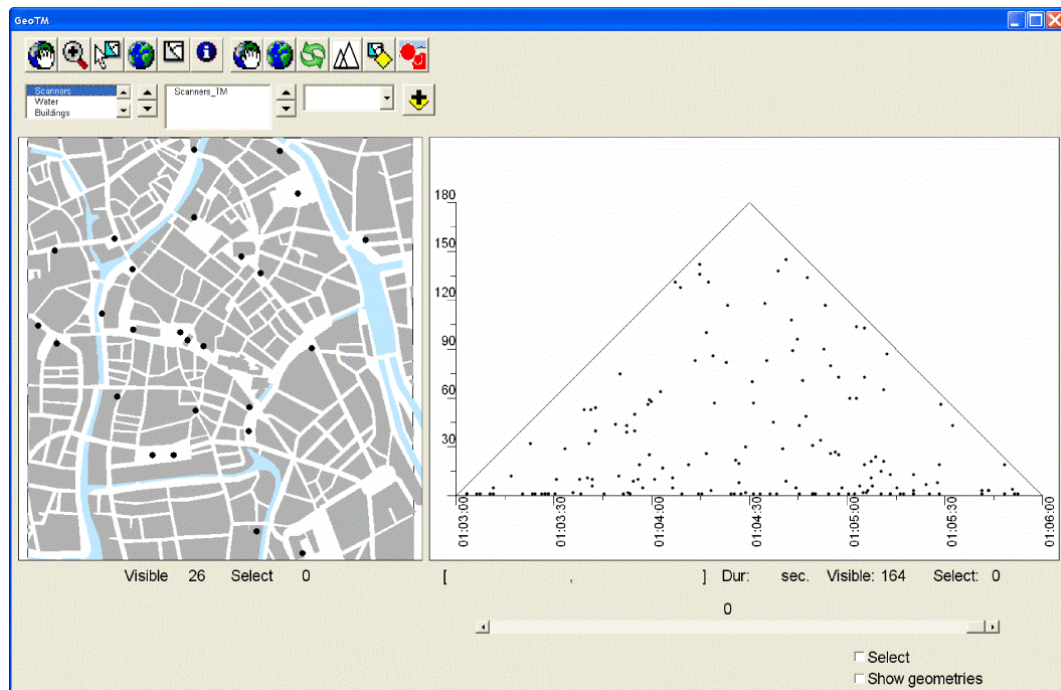 GeoTM
Scanners
Water
Buildings
Scanners_TM
180
150
120
90
60
30
01:03:00
01:03:30
01:04:00
01:04:30
01:05:00
01:05:30
01:06:00
Visible 26 Select 0
[ , ] Dur: sec. Visible: 164 Select: 0
0
Select
Show geometries